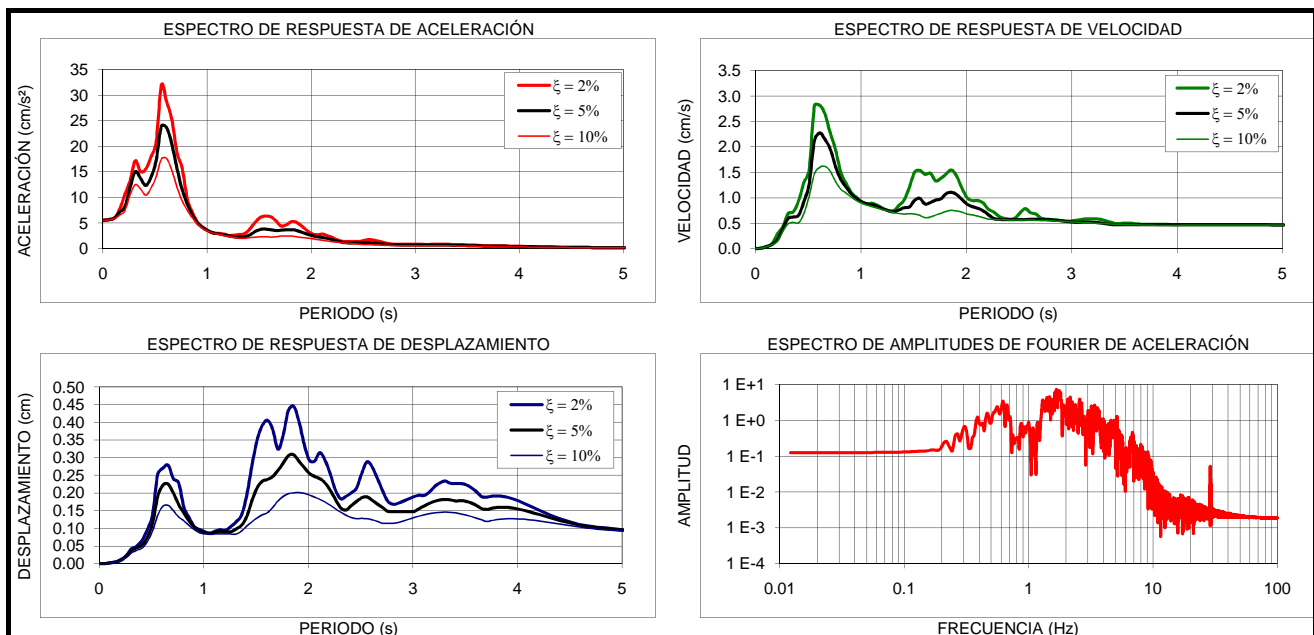 ESPECTRO DE RESPUESTA DE ACELERACIÓN
35
30
25
20
15
10
5
0
ACELERACIÓN (cm/s²)
ξ = 2%
ξ = 5%
ξ = 10%
0 1 2 3 4 5
PERIODO (s)
ESPECTRO DE RESPUESTA DE VELOCIDAD
3.5
3.0
2.5
2.0
1.5
1.0
0.5
0.0
VELOCIDAD (cm/s)
ξ = 2%
ξ = 5%
ξ = 10%
0 1 2 3 4 5
PERIODO (s)
ESPECTRO DE RESPUESTA DE DESPLAZAMIENTO
0.50
0.45
0.40
0.35
0.30
0.25
0.20
0.15
0.10
0.05
0.00
DESPLAZAMIENTO (cm)
ξ = 2%
ξ = 5%
ξ = 10%
0 1 2 3 4 5
PERIODO (s)
ESPECTRO DE AMPLITUDES DE FOURIER DE ACELERACIÓN
1 E+1
1 E+0
1 E-1
1 E-2
1 E-3
1 E-4
AMPLITUD
0.01 0.1 1 10 100
FRECUENCIA (Hz)